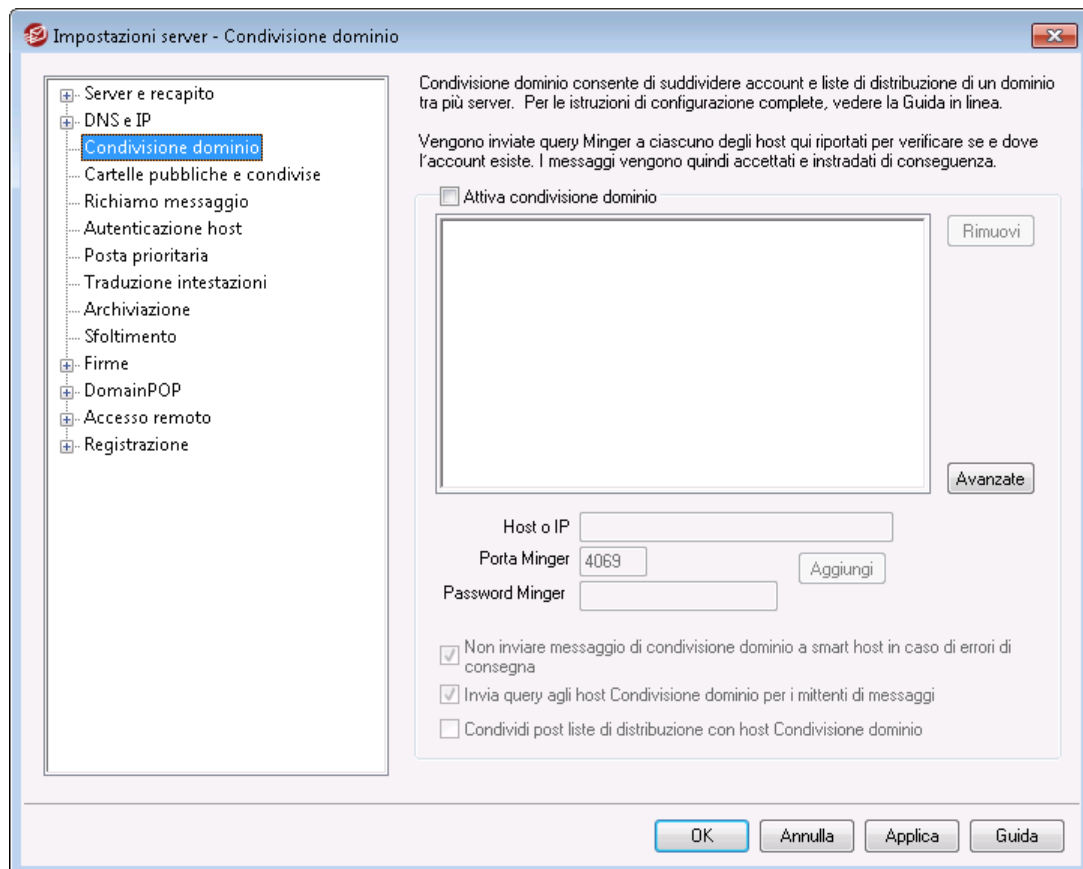 Impostazioni server - Condivisione dominio
Server e recapito
DNS e IP
Condivisione dominio
Cartelle pubbliche e condivise
Richiamo messaggio
Autenticazione host
Posta prioritaria
Traduzione intestazioni
Archiviazione
Sfoltimento
Firme
DomainPOP
Accesso remoto
Registrazione
Condivisione dominio consente di suddividere account e liste di distribuzione di un dominio
tra più server. Per le istruzioni di configurazione complete, vedere la Guida in linea.
Vengono inviate query Minger a ciascuno degli host qui riportati per verificare se e dove
l'account esiste. I messaggi vengono quindi accettati e instradati di conseguenza.
Attiva condivisione dominio
Rimuovi
Avanzate
Host o IP
Porta Minger 4069
Aggiungi
Password Minger
Non inviare messaggio di condivisione dominio a smart host in caso di errori di
consegna
Invia query agli host Condivisione dominio per i mittenti di messaggi
Condividi post liste di distribuzione con host Condivisione dominio
OK Annulla Applica Guida